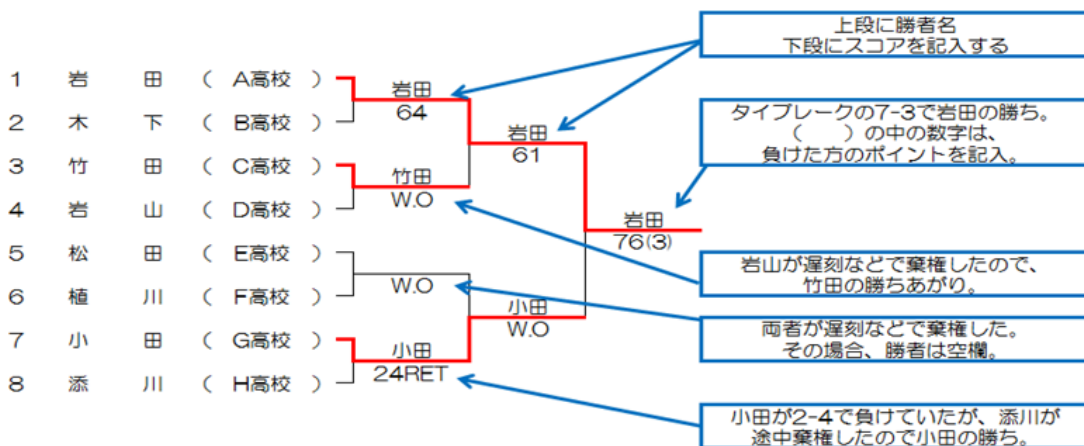 上段に勝者名
下段にスコアを記入する
1 岩 田 ( A高校 )
2 木 下 ( B高校 )
3 竹 田 ( C高校 )
4 岩 山 ( D高校 )
5 松 田 ( E高校 )
6 植 川 ( F高校 )
7 小 田 ( G高校 )
8 添 川 ( H高校 )
岩田
64
竹田
W.O
W.O
小田
24RET
岩田
61
小田
W.O
岩田
76(3)
タイブレークの7-3で岩田の勝ち。
( )の中の数字は、
負けた方のポイントを記入。
岩山が遅刻などで棄権したので、
竹田の勝ちあがり。
両者が遅刻などで棄権した。
その場合、勝者は空欄。
小田が2-4で負けていたが、添川が
途中棄権したので小田の勝ち。